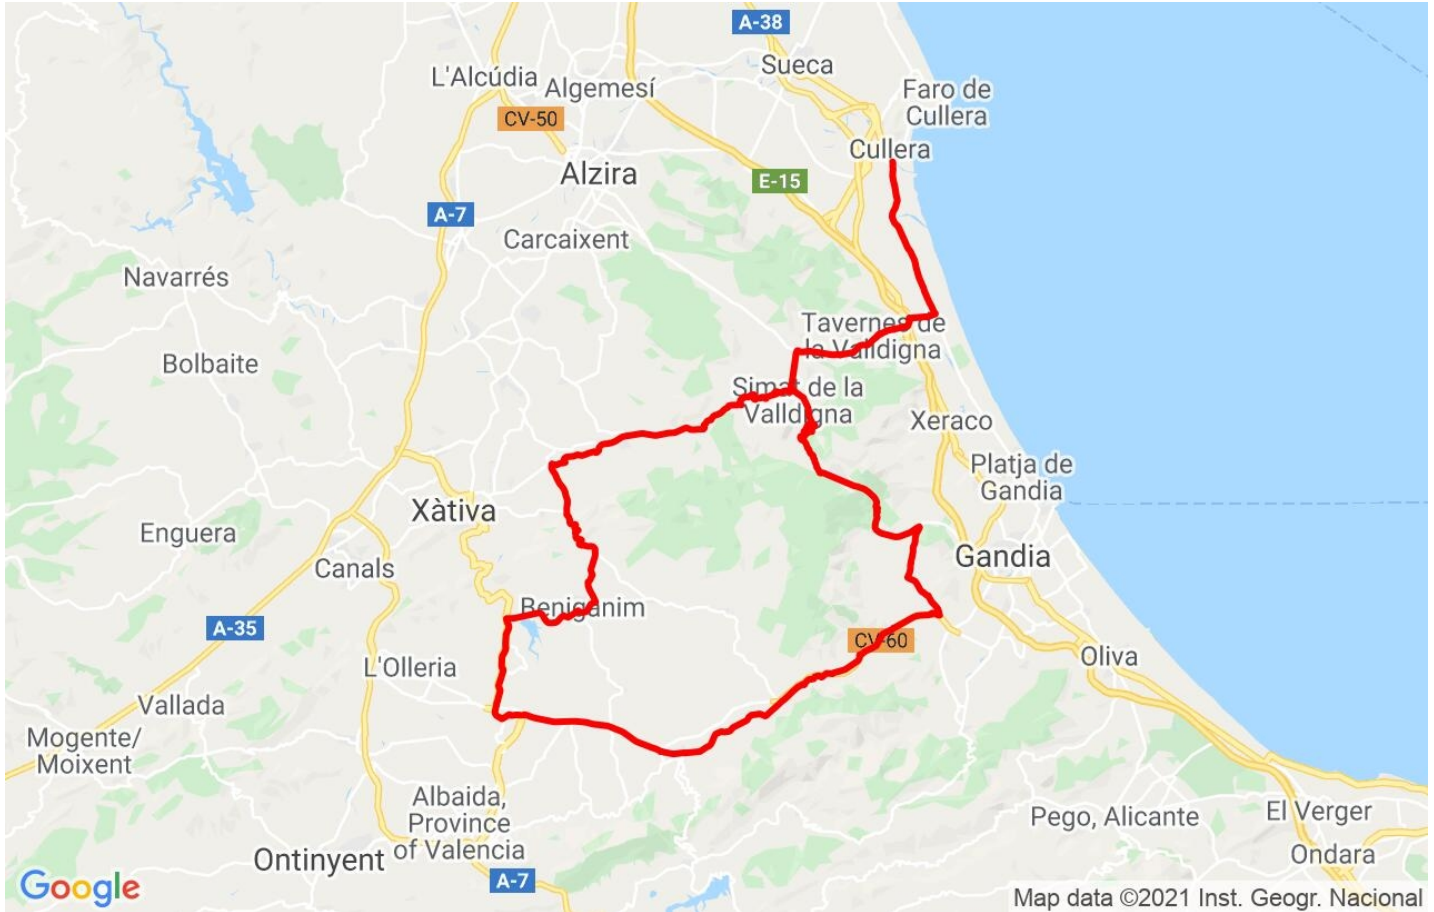 A-38
Sueca
L'Alcúdia
Algemesí
Faro de
Cullera
CV-50
Cullera
Alzira
E-15
A-7
Carcaixent
Navarrés
Tavernes de
la Valldigna
Bolbaite
Simat de la
Valldigna
Xeraco
Platja de
Gandia
Xàtiva
Enguera
Gandia
Canals
Benigànim
A-35
CV-60
L'Olleria
Oliva
Vallada
Mogente/
Moixent
Albaida,
Province
of Valencia
Pego, Alicante
El Verger
Ondara
Ontinyent
A-7
Google
Map data ©2021 Inst. Geogr. Nacional